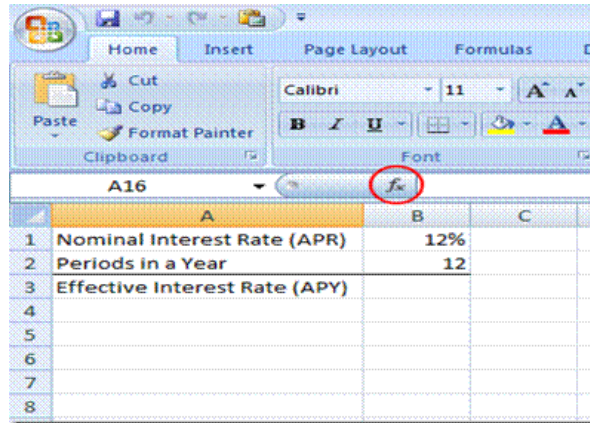 Home Insert Page Layout Formulas
Cut
Copy
Format Painter
Paste
Clipboard
Calibri 11 A A
B I U A
Font
A16 fx
A B C
1 Nominal Interest Rate (APR) 12%
2 Periods in a Year 12
3 Effective Interest Rate (APY)
4
5
6
7
8